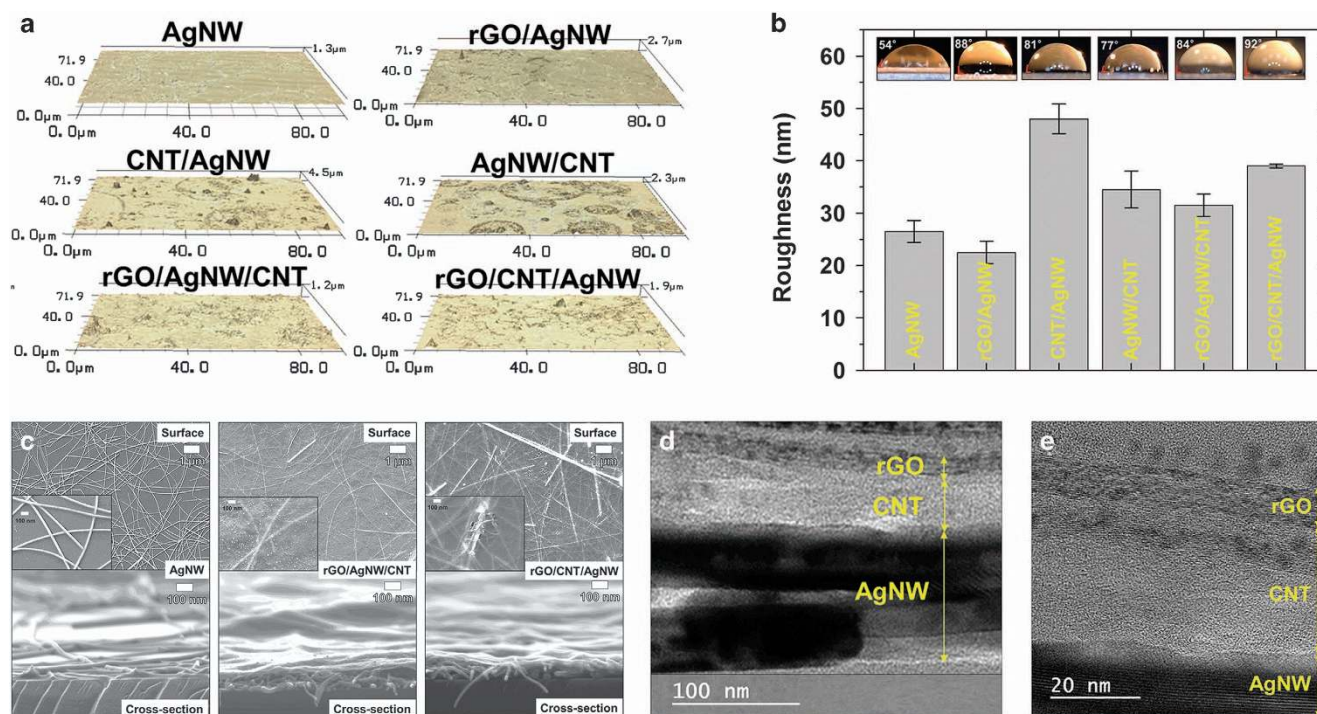 a
AgNW
1.3µm
71.9
40.0
0.0µm
0.0µm
40.0
80.0
rGO/AgNW
2.7µm
71.9
40.0
0.0µm
0.0µm
40.0
80.0
CNT/AgNW
4.5µm
71.9
40.0
0.0µm
0.0µm
40.0
80.0
AgNW/CNT
2.3µm
71.9
40.0
0.0µm
0.0µm
40.0
80.0
rGO/AgNW/CNT
1.2µm
71.9
40.0
0.0µm
0.0µm
40.0
80.0
rGO/CNT/AgNW
1.9µm
71.9
40.0
0.0µm
0.0µm
40.0
80.0
b
54° 88° 81° 77° 84° 92°
Roughness (nm)
60
50
40
30
20
10
0
AgNW
rGO/AgNW
CNT/AgNW
AgNW/CNT
rGO/AgNW/CNT
rGO/CNT/AgNW
c
Surface
1 µm
100 nm
AgNW
100 nm
Cross-section
Surface
1 µm
100 nm
rGO/AgNW/CNT
100 nm
Cross-section
Surface
µm
100 nm
rGO/CNT/AgNW
100 nm
Cross-section
d
rGO
CNT
AgNW
100 nm
e
rGO
CNT
AgNW
20 nm